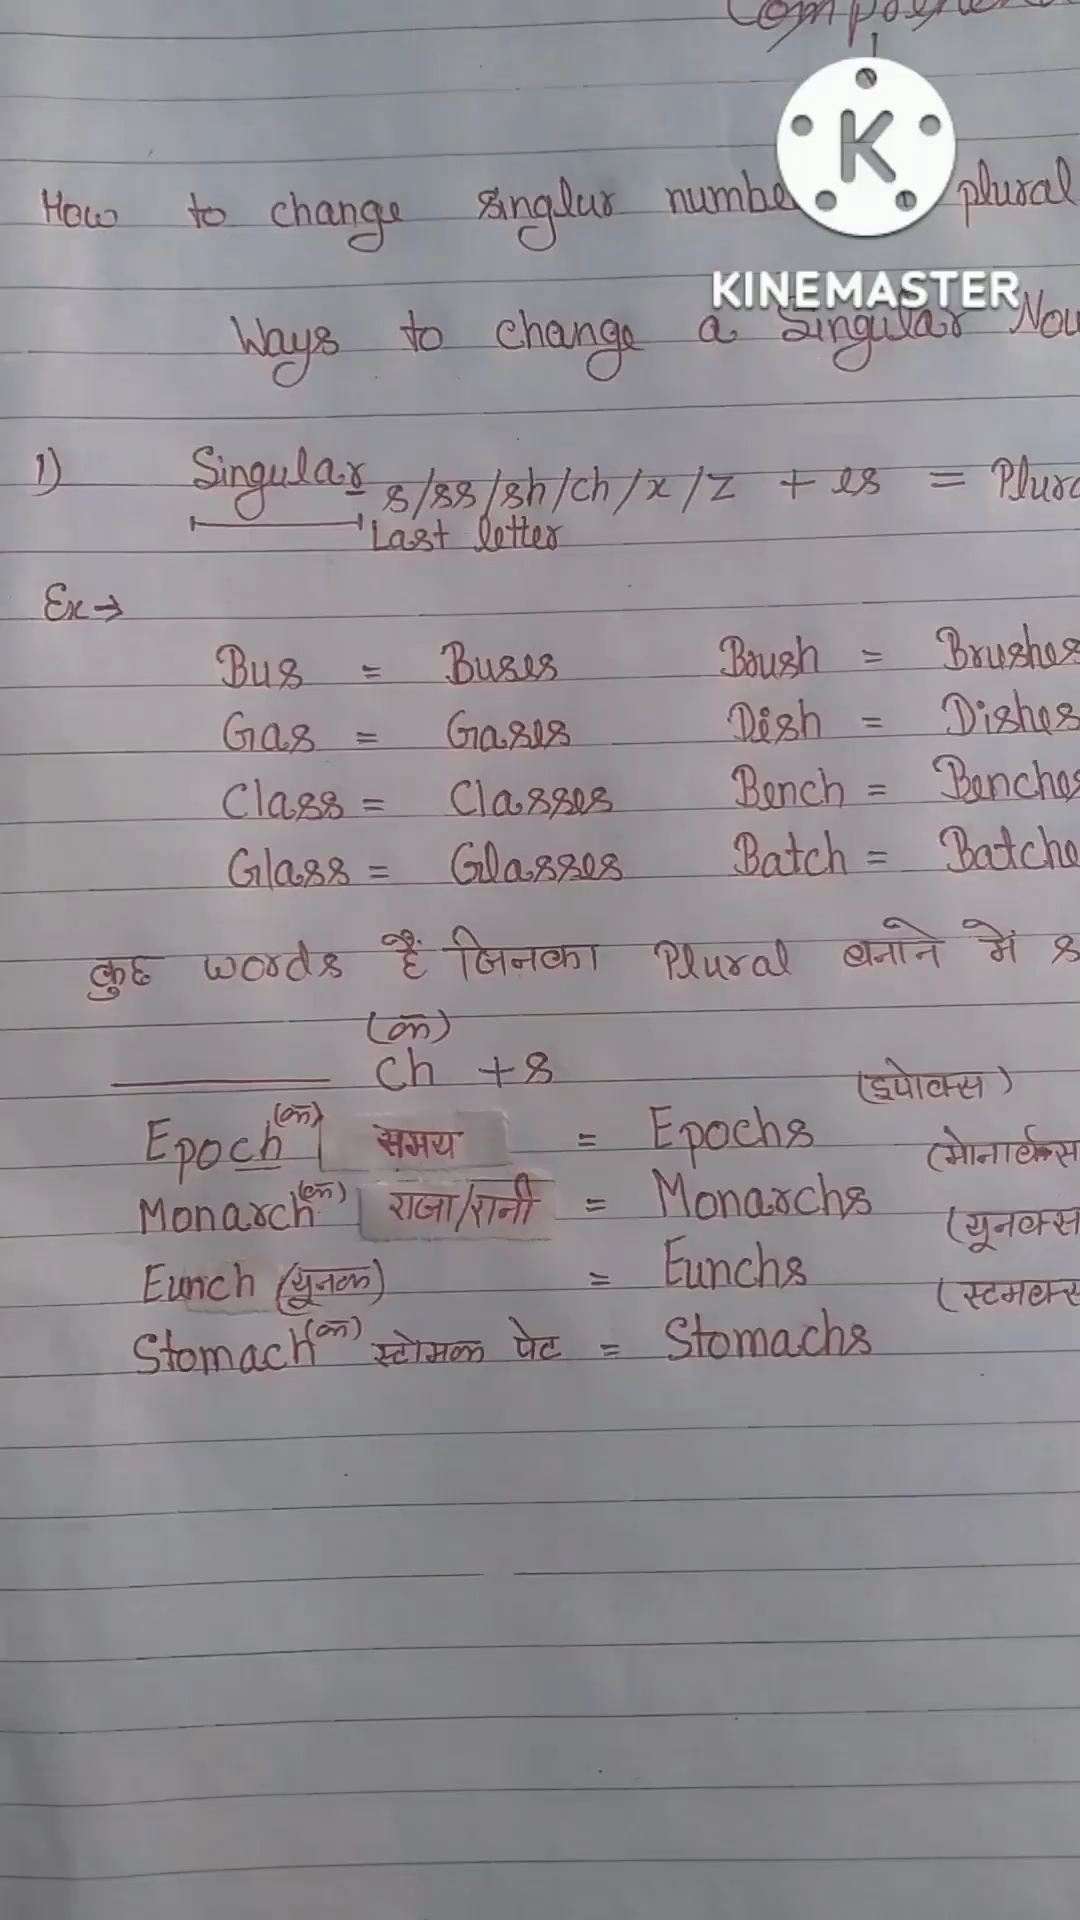 How to change singlur numbe plural
KINEMASTER
Ways to change a Singular Nou
1) Singular s/ss/sh/ch/x/z + es = Plura
Last letter
Ex→
Bus = Buses Brush = Brushes
Gas = Gases Dish = Dishes
Class = Classes Bench = Benches
Glass = Glasses Batch = Batche
कुछ words हैं जिनका Plural बनाने में s
(क)
ch + s
(इपोक्स)
Epoch (क) समय = Epochs
(मोनार्क्स
Monarch (क) राजा/रानी = Monarchs
(यूनक्स
Eunch (यूनक) = Eunchs
(स्टमक्स
Stomach (क) स्टोमक पेट = Stomachs